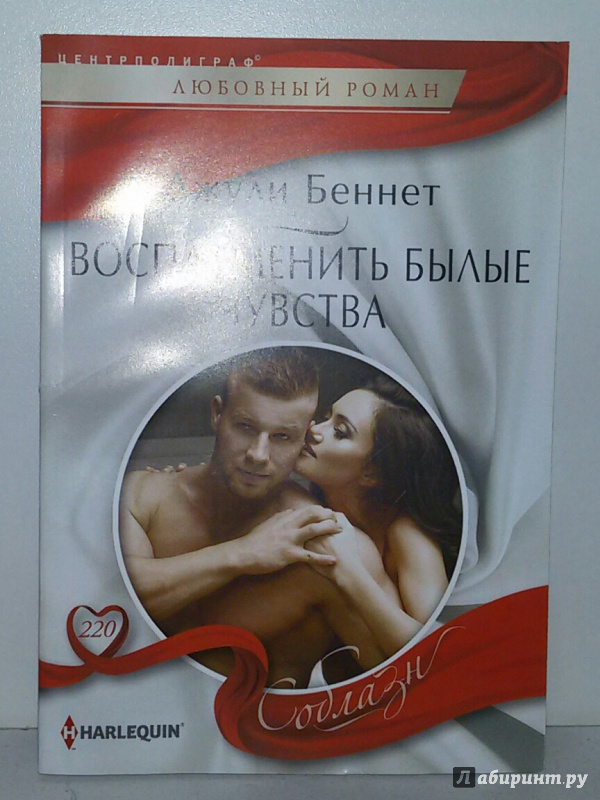 ЦЕНТРПОЛИГРАФ©
ЛЮБОВНЫЙ РОМАН
Джули Беннет
ВОСПЛАМЕНИТЬ БЫЛЫЕ
ЧУВСТВА
220
Соблазн
HARLEQUIN®
Лабиринт.ру